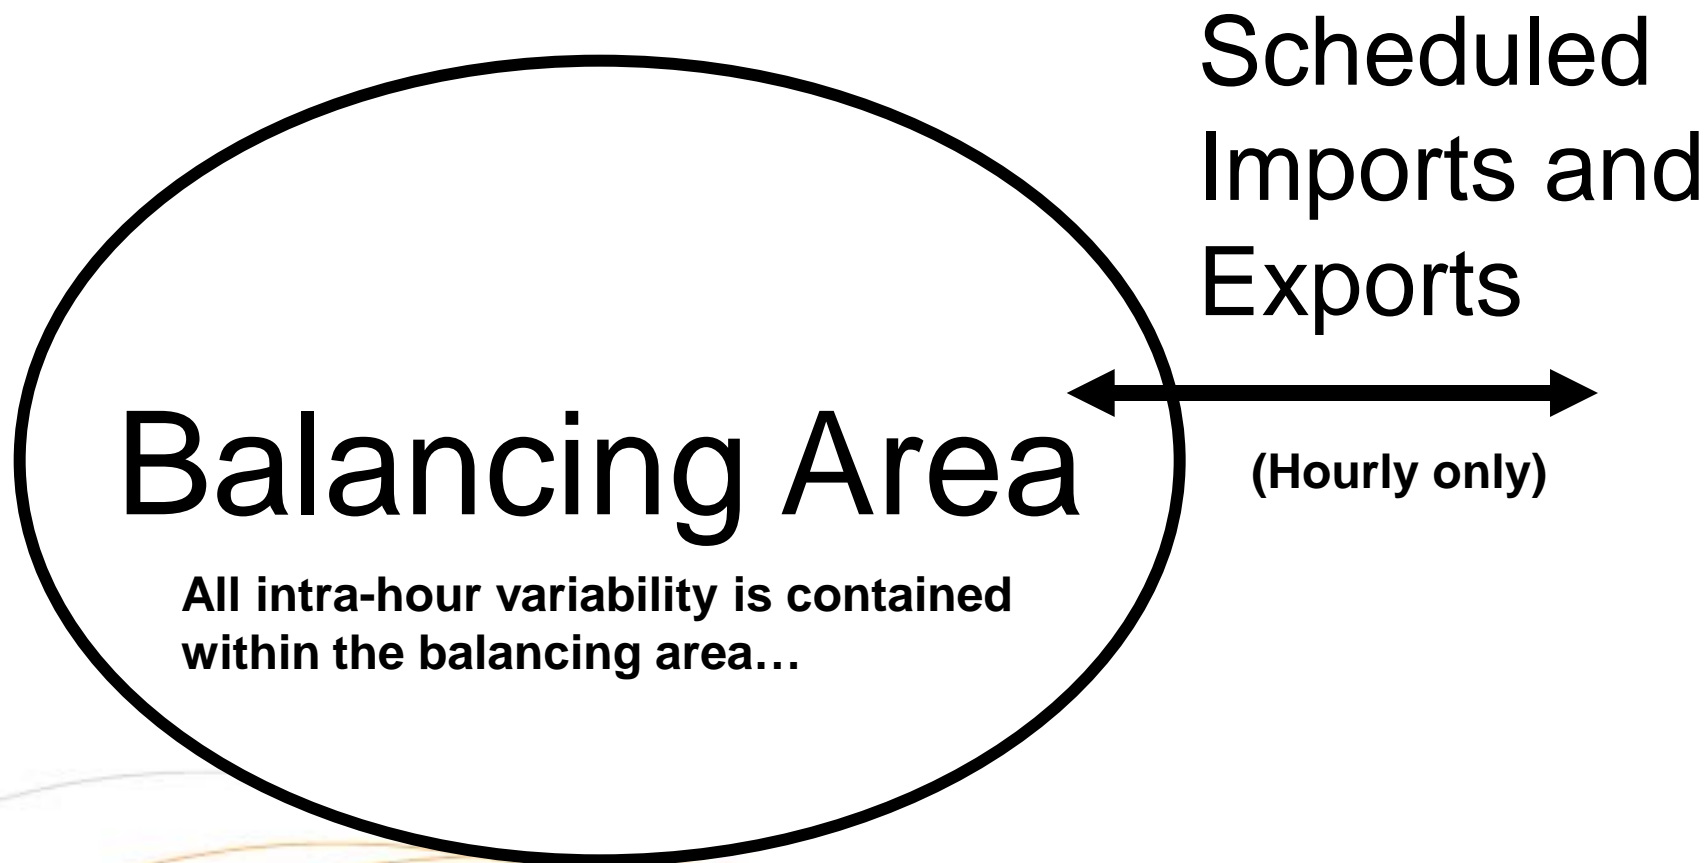 Scheduled
Imports and
Exports
Balancing Area
(Hourly only)
All intra-hour variability is contained
within the balancing area…